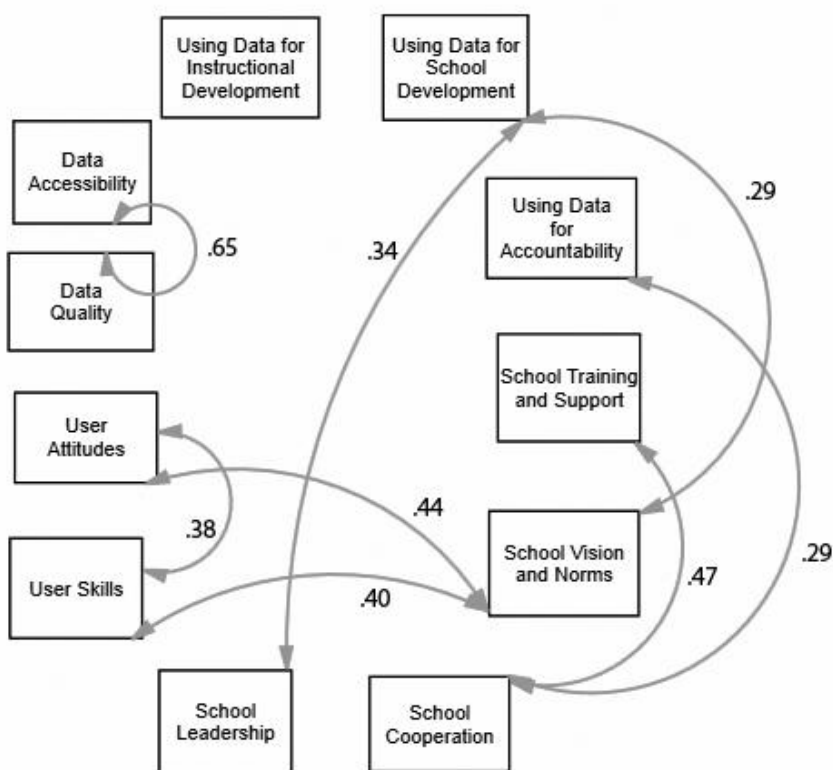 Using Data for
Instructional
Development
Using Data for
School
Development
Data
Accessibility
.29
Using Data
for
Accountability
.65
.34
Data
Quality
School Training
and Support
User
Attitudes
.44
.38
School Vision
and Norms
.29
User Skills
.47
.40
School
Leadership
School
Cooperation